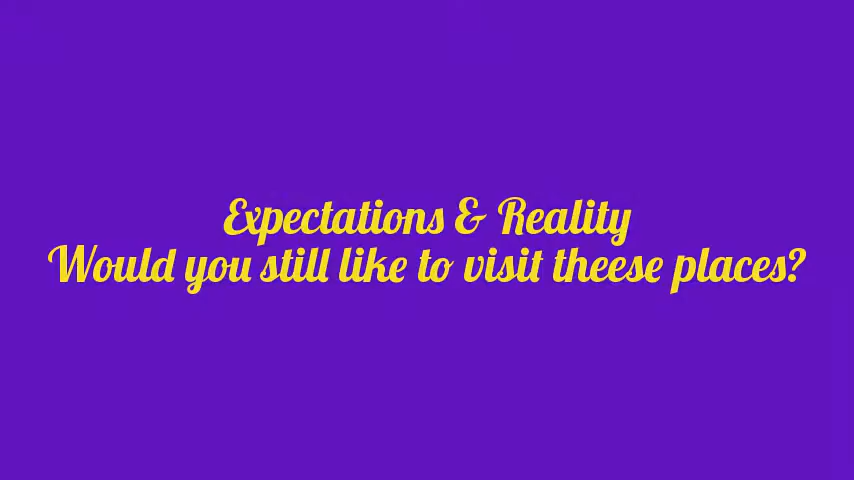 Expectations & Reality
Would you still like to visit theese places?